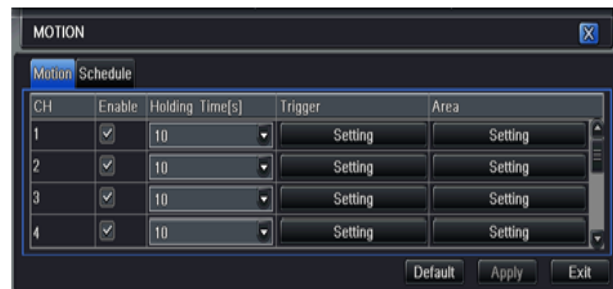 MOTION
X
Motion Schedule
CH Enable Holding Time[s] Trigger Area
1 10 Setting Setting
2 10 Setting Setting
3 10 Setting Setting
4 10 Setting Setting
Default Apply Exit